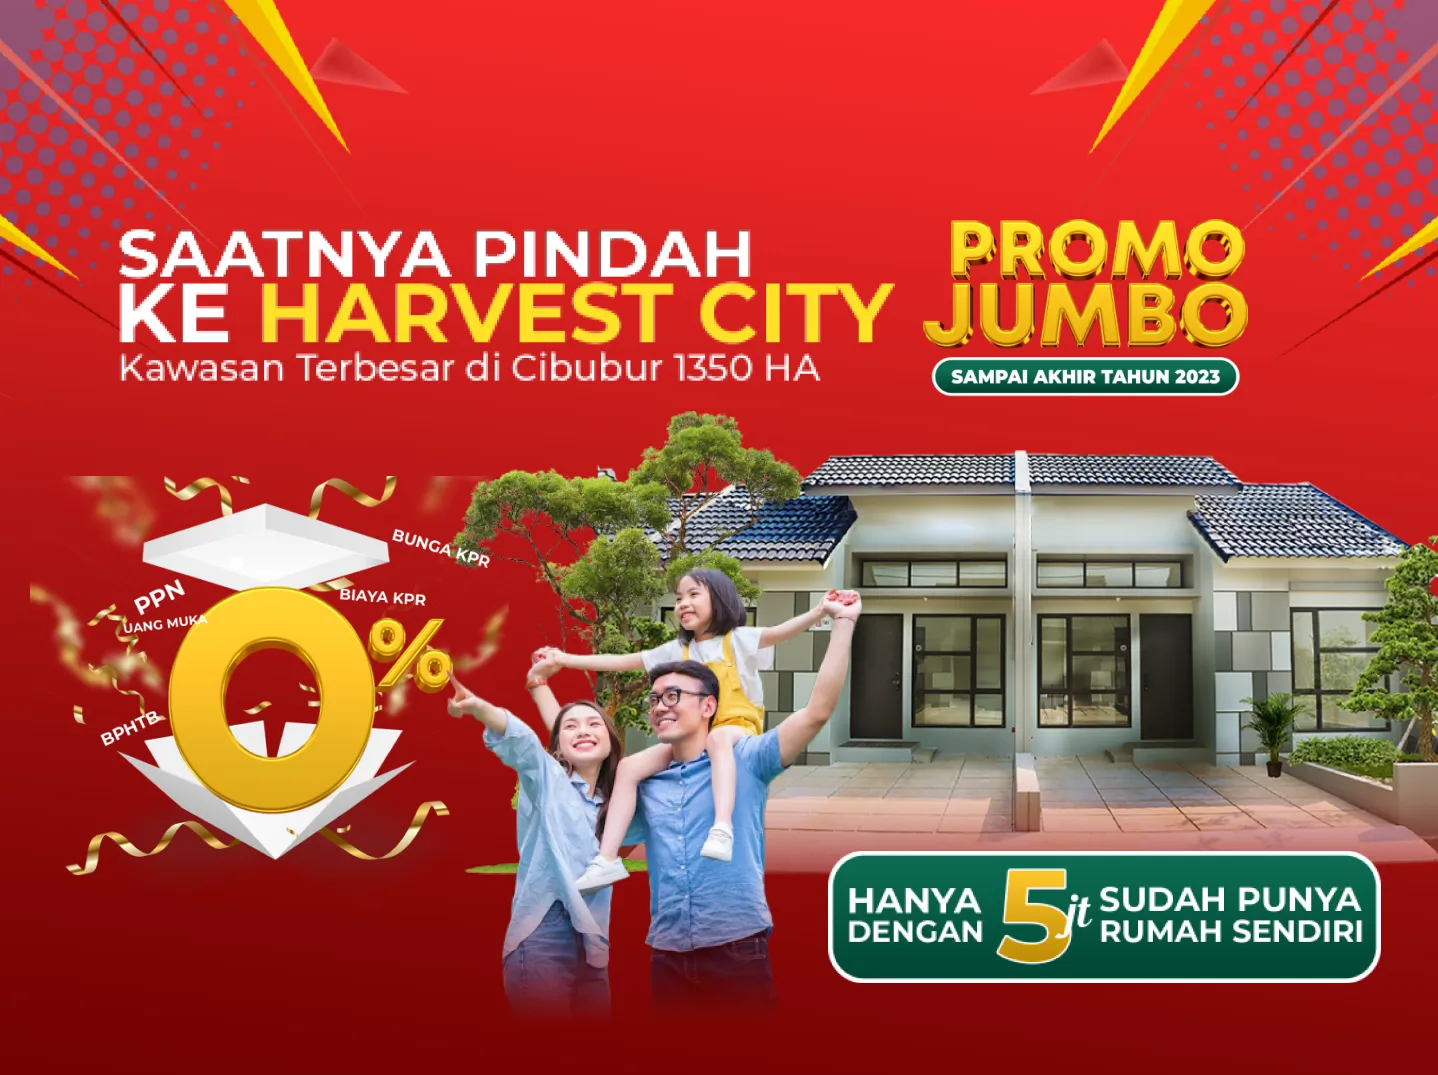 SAATNYA PINDAH
KE HARVEST CITY
Kawasan Terbesar di Cibubur 1350 HA
PROMO
JUMBO
SAMPAI AKHIR TAHUN 2023
BUNGA KPR
BIAYA KPR
PPN
UANG MUKA
0%
BPHTB
HANYA
DENGAN
5jt
SUDAH PUNYA
RUMAH SENDIRI